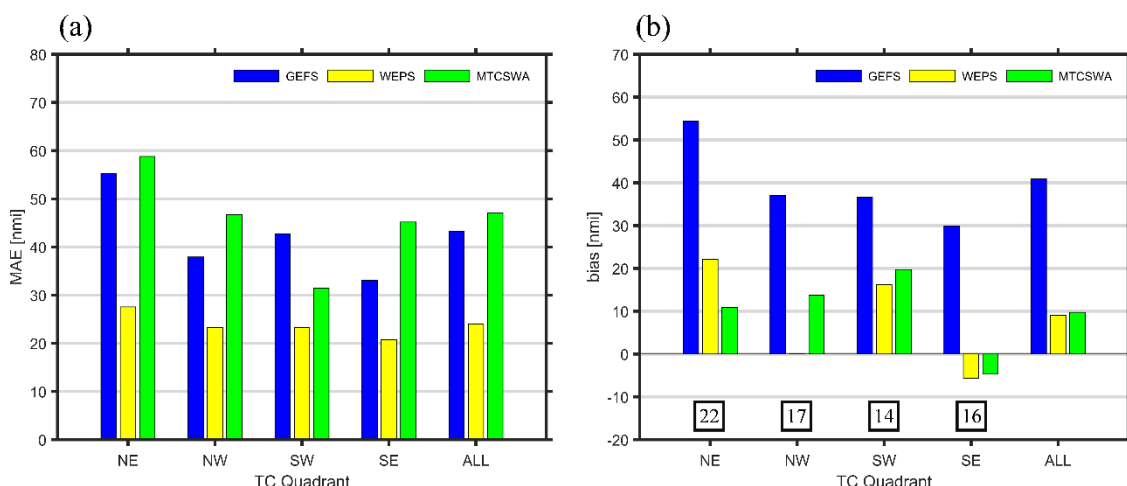 (a)
80
70
60
50
40
30
20
10
0
MAE [nmi]
GEFS WEPS MTCSWA
NE NW SW SE ALL
TC Quadrant
(b)
70
60
50
40
30
20
10
0
-10
-20
bias [nmi]
GEFS WEPS MTCSWA
22 17 14 16
NE NW SW SE ALL
TC Quadrant